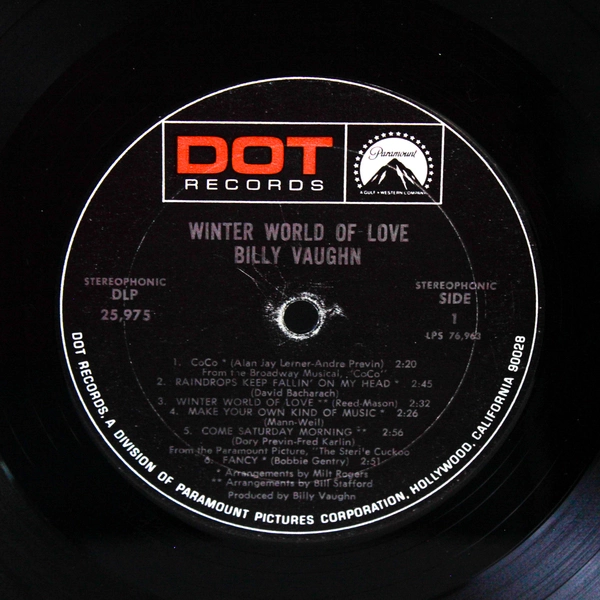 DOT
RECORDS
Paramount
A GULF + WESTERN COMPANY
WINTER WORLD OF LOVE
BILLY VAUGHN
STEREOPHONIC
DLP
25,975
STEREOPHONIC
SIDE
1
LPS 76,963
1. CoCo * (Alan Jay Lerner-Andre Previn) 2:20
From the Broadway Musical, "CoCo"
2. RAINDROPS KEEP FALLIN' ON MY HEAD * 2:45
(David Bacharach)
3. WINTER WORLD OF LOVE ** (Reed-Mason) 2:32
4. MAKE YOUR OWN KIND OF MUSIC * 2:26
(Mann-Weil)
5. COME SATURDAY MORNING ** 2:56
(Dory Previn-Fred Karlin)
From the Paramount Picture, "The Sterile Cuckoo
6. FANCY * (Bobbie Gentry) 2:51
* Arrangements by Milt Rogers
** Arrangements by Bill Stafford
Produced by Billy Vaughn
DOT RECORDS, A DIVISION OF PARAMOUNT PICTURES CORPORATION, HOLLYWOOD, CALIFORNIA 90028